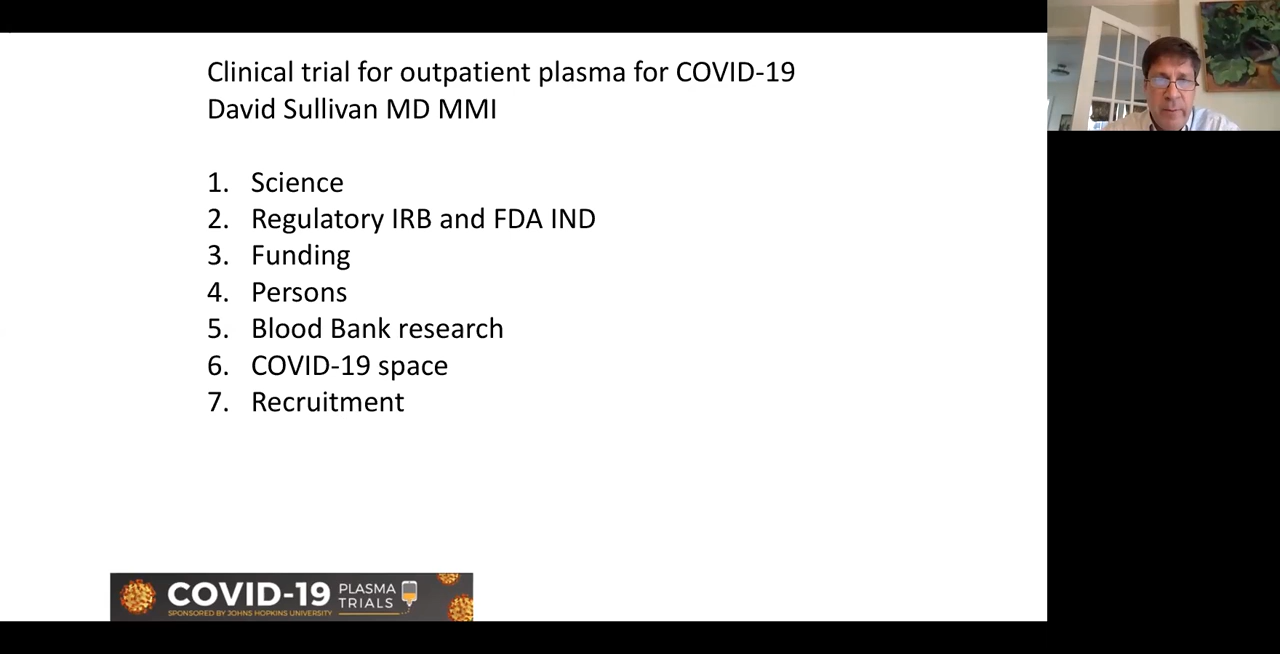 Clinical trial for outpatient plasma for COVID-19
David Sullivan MD MMI
1. Science
2. Regulatory IRB and FDA IND
3. Funding
4. Persons
5. Blood Bank research
6. COVID-19 space
7. Recruitment
COVID-19 PLASMA TRIALS
SPONSORED BY JOHNS HOPKINS UNIVERSITY